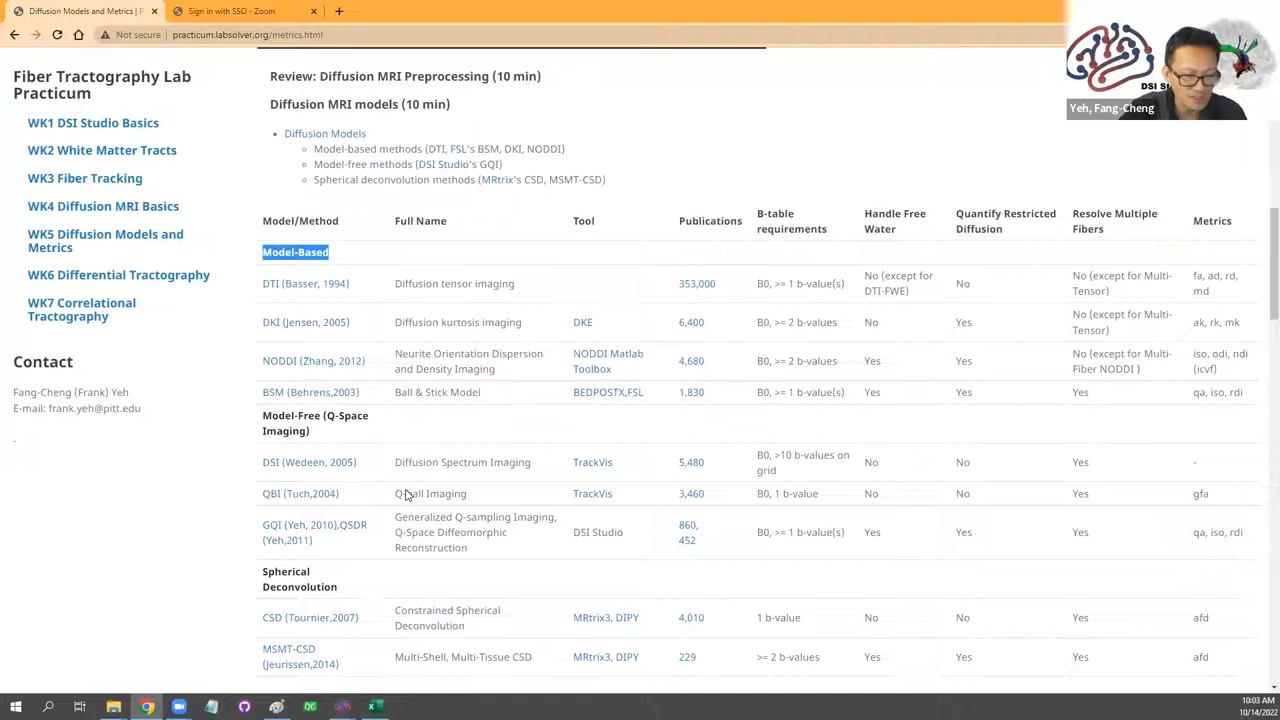 Diffusion Models and Metrics | P
Sign in with SSO - Zoom
Not secure practicum.labsolver.org/metrics.html
Yeh, Fang-Cheng
Fiber Tractography Lab
Practicum
WK1 DSI Studio Basics
WK2 White Matter Tracts
WK3 Fiber Tracking
WK4 Diffusion MRI Basics
WK5 Diffusion Models and
Metrics
WK6 Differential Tractography
WK7 Correlational
Tractography
Contact
Fang-Cheng (Frank) Yeh
E-mail: frank.yeh@pitt.edu
.
Review: Diffusion MRI Preprocessing (10 min)
Diffusion MRI models (10 min)
Diffusion Models
Model-based methods (DTI, FSL's BSM, DKI, NODDI)
Model-free methods (DSI Studio's GQI)
Spherical deconvolution methods (MRtrix's CSD, MSMT-CSD)
Model/Method Full Name Tool Publications B-table requirements Handle Free Water Quantify Restricted Diffusion Resolve Multiple Fibers Metrics
Model-Based
DTI (Basser, 1994) Diffusion tensor imaging 353,000 B0, >= 1 b-value(s) No (except for DTI-FWE) No No (except for Multi-Tensor) fa, ad, rd, md
DKI (Jensen, 2005) Diffusion kurtosis imaging DKE 6,400 B0, >= 2 b-values No Yes No (except for Multi-Tensor) ak, rk, mk
NODDI (Zhang, 2012) Neurite Orientation Dispersion and Density Imaging NODDI Matlab Toolbox 4,680 B0, >= 2 b-values Yes Yes No (except for Multi-Fiber NODDI ) iso, odi, ndi (icvf)
BSM (Behrens,2003) Ball & Stick Model BEDPOSTX,FSL 1,830 B0, >= 1 b-value(s) Yes Yes Yes qa, iso, rdi
Model-Free (Q-Space Imaging)
DSI (Wedeen, 2005) Diffusion Spectrum Imaging TrackVis 5,480 B0, >10 b-values on grid No No Yes -
QBI (Tuch,2004) Q-ball Imaging TrackVis 3,460 B0, 1 b-value No No Yes gfa
GQI (Yeh, 2010),QSDR (Yeh,2011) Generalized Q-sampling Imaging, Q-Space Diffeomorphic Reconstruction DSI Studio 860, 452 B0, >= 1 b-value(s) Yes Yes Yes qa, iso, rdi
Spherical Deconvolution
CSD (Tournier,2007) Constrained Spherical Deconvolution MRtrix3, DIPY 4,010 1 b-value No No Yes afd
MSMT-CSD (Jeurissen,2014) Multi-Shell, Multi-Tissue CSD MRtrix3, DIPY 229 >= 2 b-values Yes Yes Yes afd
10:03 AM
10/14/2022